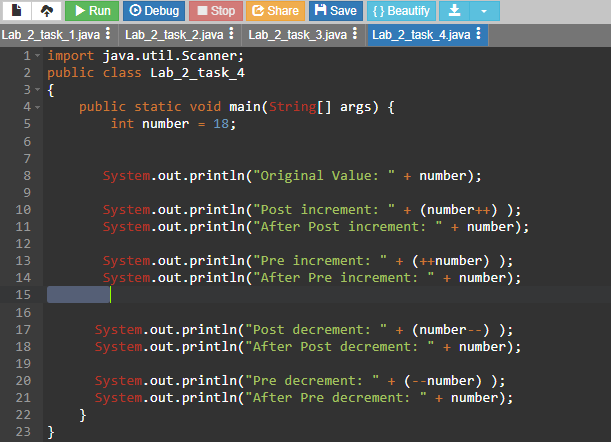 Run Debug Stop Share Save {} Beautify
Lab_2_task_1.java Lab_2_task_2.java Lab_2_task_3.java Lab_2_task_4.java
1 import java.util.Scanner;
2 public class Lab_2_task_4
3 {
4 public static void main(String[] args) {
5 int number = 18;
6
7
8 System.out.println("Original Value: " + number);
9
10 System.out.println("Post increment: " + (number++) );
11 System.out.println("After Post increment: " + number);
12
13 System.out.println("Pre increment: " + (++number) );
14 System.out.println("After Pre increment: " + number);
15
16
17 System.out.println("Post decrement: " + (number--) );
18 System.out.println("After Post decrement: " + number);
19
20 System.out.println("Pre decrement: " + (--number) );
21 System.out.println("After Pre decrement: " + number);
22 }
23 }